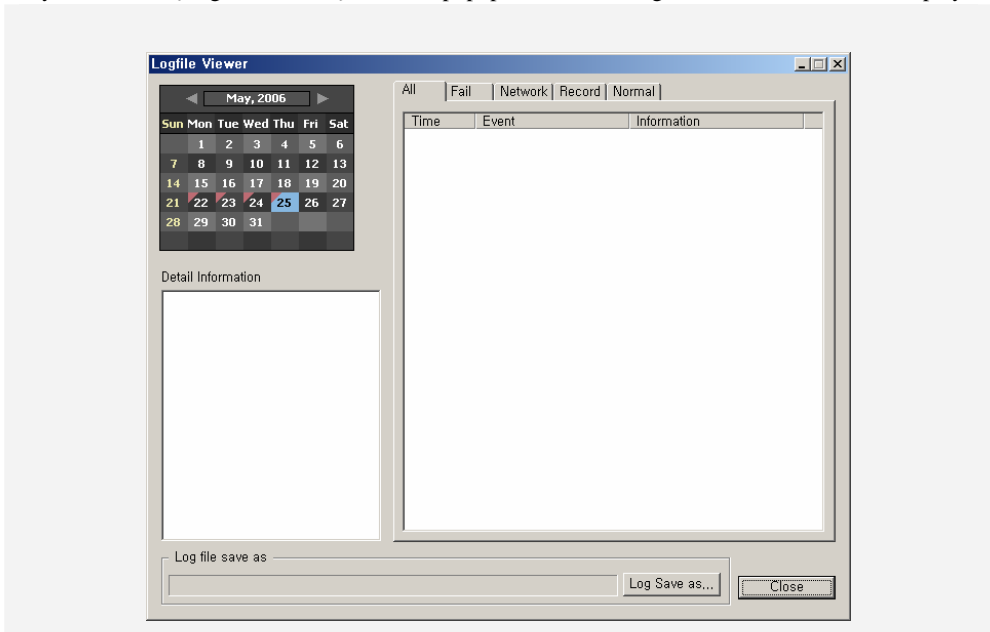 Logfile Viewer
May, 2006
Sun Mon Tue Wed Thu Fri Sat
1 2 3 4 5 6
7 8 9 10 11 12 13
14 15 16 17 18 19 20
21 22 23 24 25 26 27
28 29 30 31
Detail Information
All Fail Network Record Normal
Time Event Information
Log file save as
Log Save as...
Close